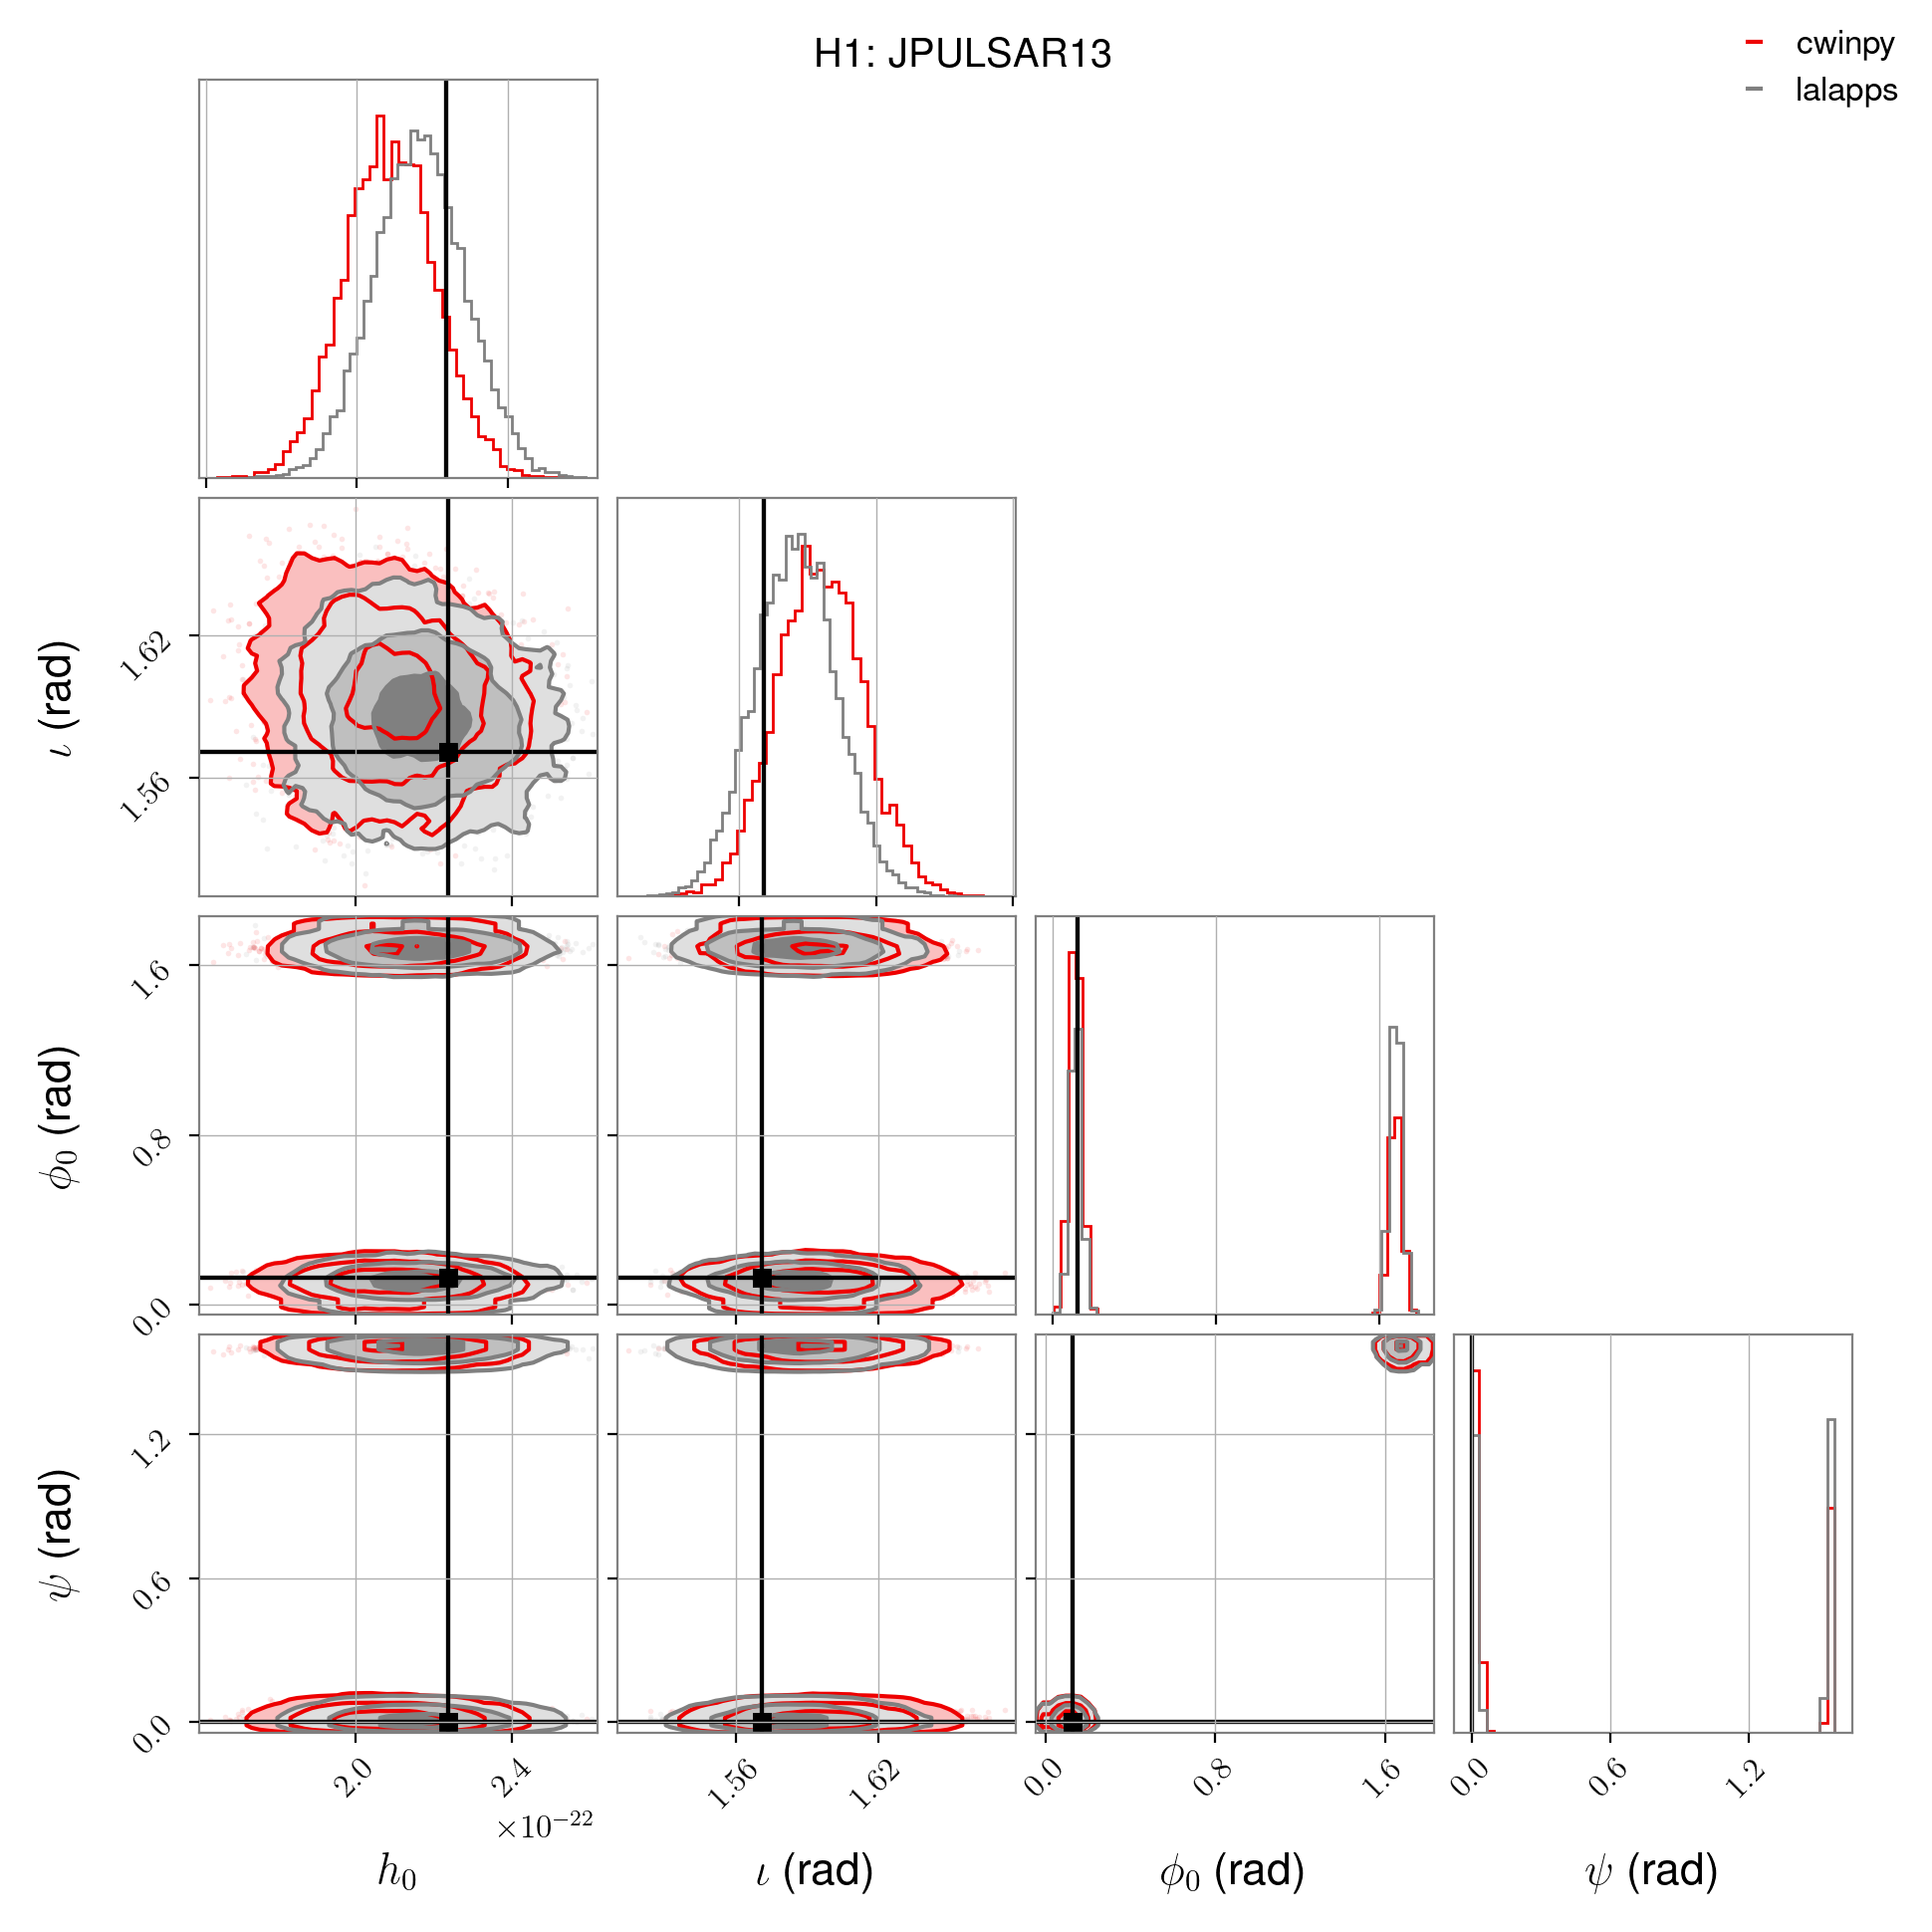 H1: JPULSAR13
cwinpy
lalapps
ι (rad)
1.62
1.56
ϕ₀ (rad)
1.6
0.8
0.0
ψ (rad)
1.2
0.6
0.0
2.0 2.4
×10⁻²²
h₀
1.56 1.62
ι (rad)
0.0 0.8 1.6
ϕ₀ (rad)
0.0 0.6 1.2
ψ (rad)